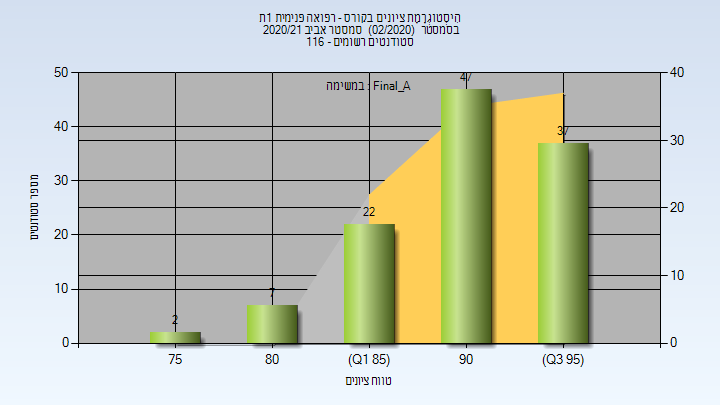 היסטוגרמת ציונים בקורס - רפואה פנימית 1ת
בסמסטר (02/2020) סמסטר אביב 2020/21
סטודנטים רשומים - 116
במשימה : Final_A
מספר סטודנטים
50
40
30
20
10
0
40
30
20
10
0
2
7
22
47
37
75
80
(Q1 85)
90
(Q3 95)
טווח ציונים